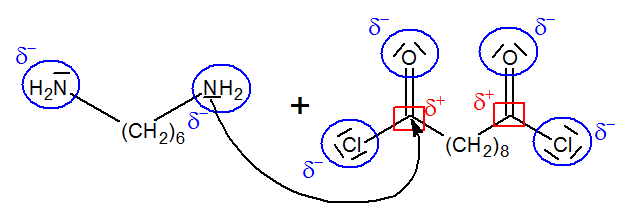 δ⁻ δ⁻ δ⁻
O O
H₂N NH2 + δ⁺ δ⁺
δ⁻ δ⁻
(CH₂)₆ Cl (CH₂)₈ Cl
δ⁻